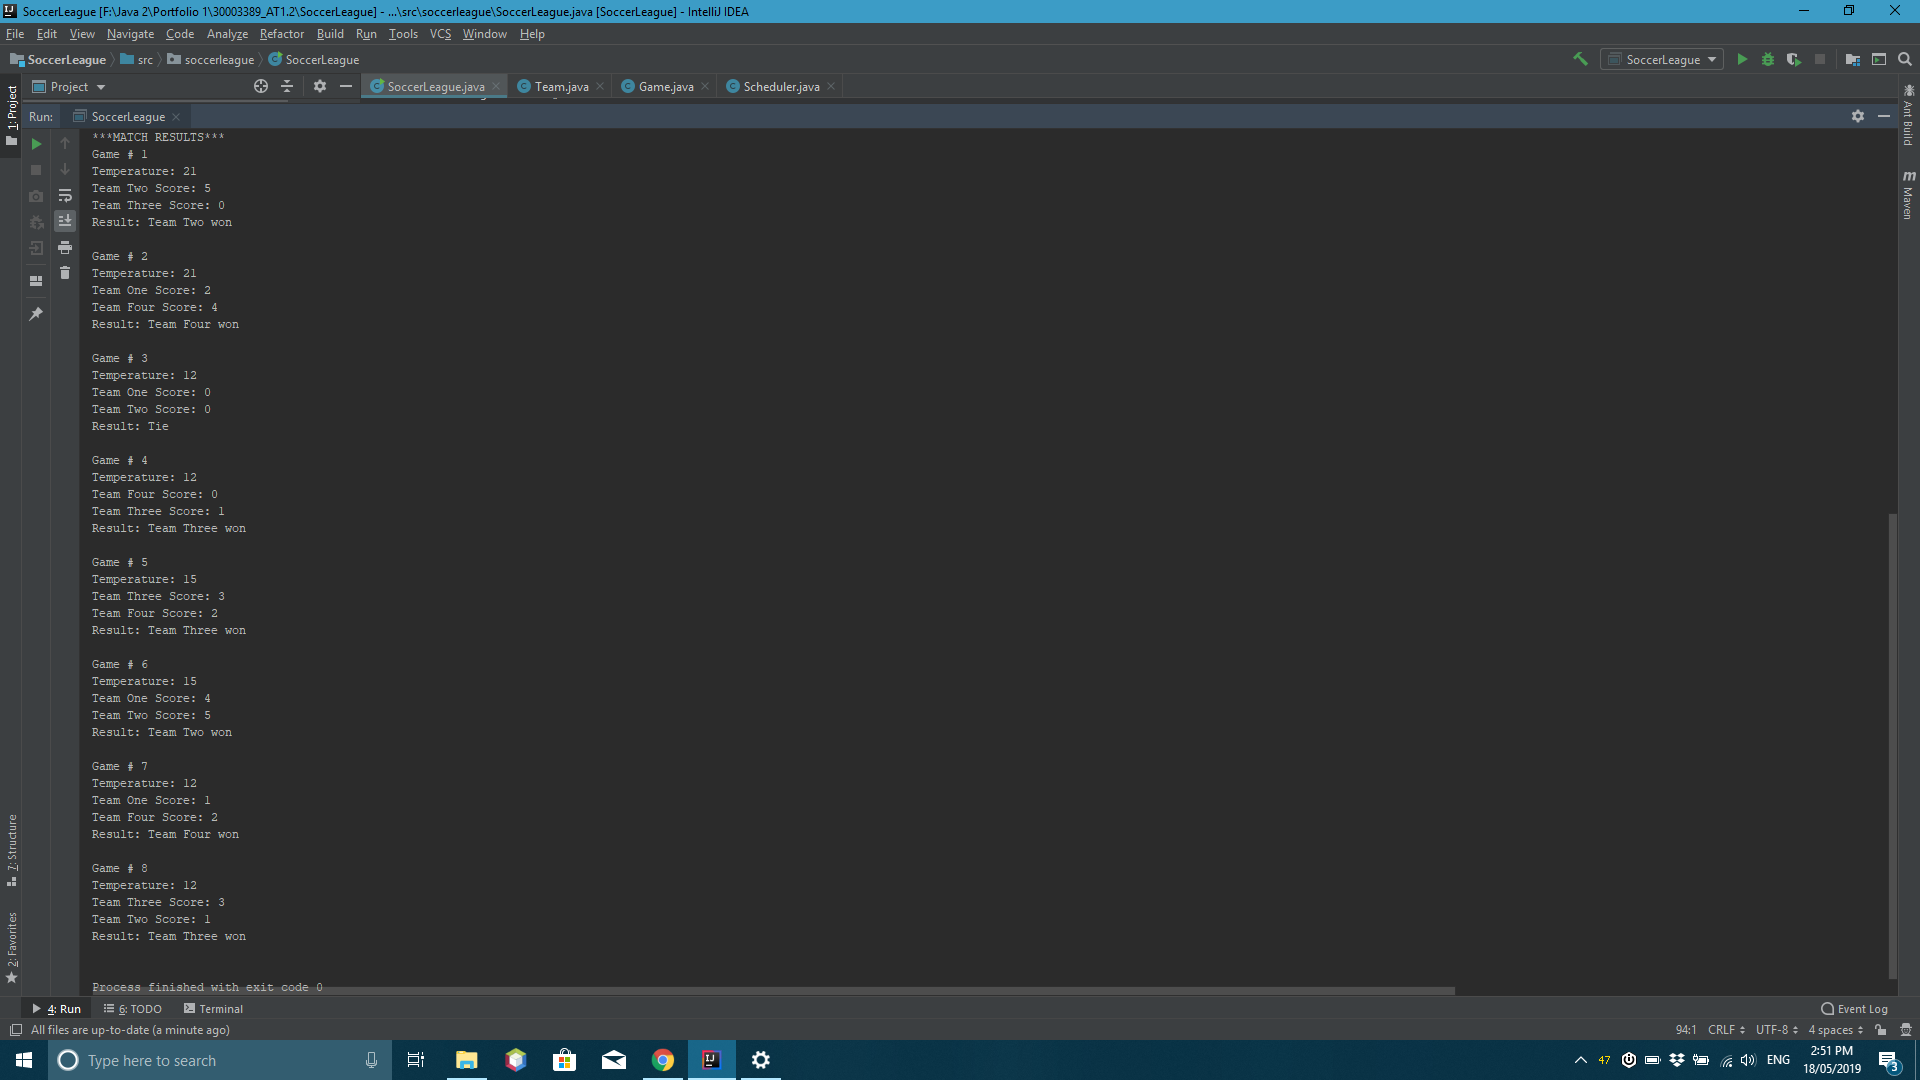 SoccerLeague [F:\Java 2\Portfolio 1\30003389_AT1.2\SoccerLeague] - ...\src\soccerleague\SoccerLeague.java [SoccerLeague] - IntelliJ IDEA
File Edit View Navigate Code Analyze Refactor Build Run Tools VCS Window Help
SoccerLeague src soccerleague SoccerLeague SoccerLeague
Project SoccerLeague.java Team.java Game.java Scheduler.java
1: Project
Run: SoccerLeague
Ant Build
Maven
***MATCH RESULTS***
Game # 1
Temperature: 21
Team Two Score: 5
Team Three Score: 0
Result: Team Two won
Game # 2
Temperature: 21
Team One Score: 2
Team Four Score: 4
Result: Team Four won
Game # 3
Temperature: 12
Team One Score: 0
Team Two Score: 0
Result: Tie
Game # 4
Temperature: 12
Team Four Score: 0
Team Three Score: 1
Result: Team Three won
Game # 5
Temperature: 15
Team Three Score: 3
Team Four Score: 2
Result: Team Three won
Game # 6
Temperature: 15
Team One Score: 4
Team Two Score: 5
Result: Team Two won
Game # 7
Temperature: 12
Team One Score: 1
Team Four Score: 2
Result: Team Four won
Game # 8
Temperature: 12
Team Three Score: 3
Team Two Score: 1
Result: Team Three won
Process finished with exit code 0
7: Structure
2: Favorites
4: Run 6: TODO Terminal Event Log
All files are up-to-date (a minute ago) 94:1 CRLF UTF-8 4 spaces
Type here to search 47 ENG 2:51 PM
18/05/2019 3